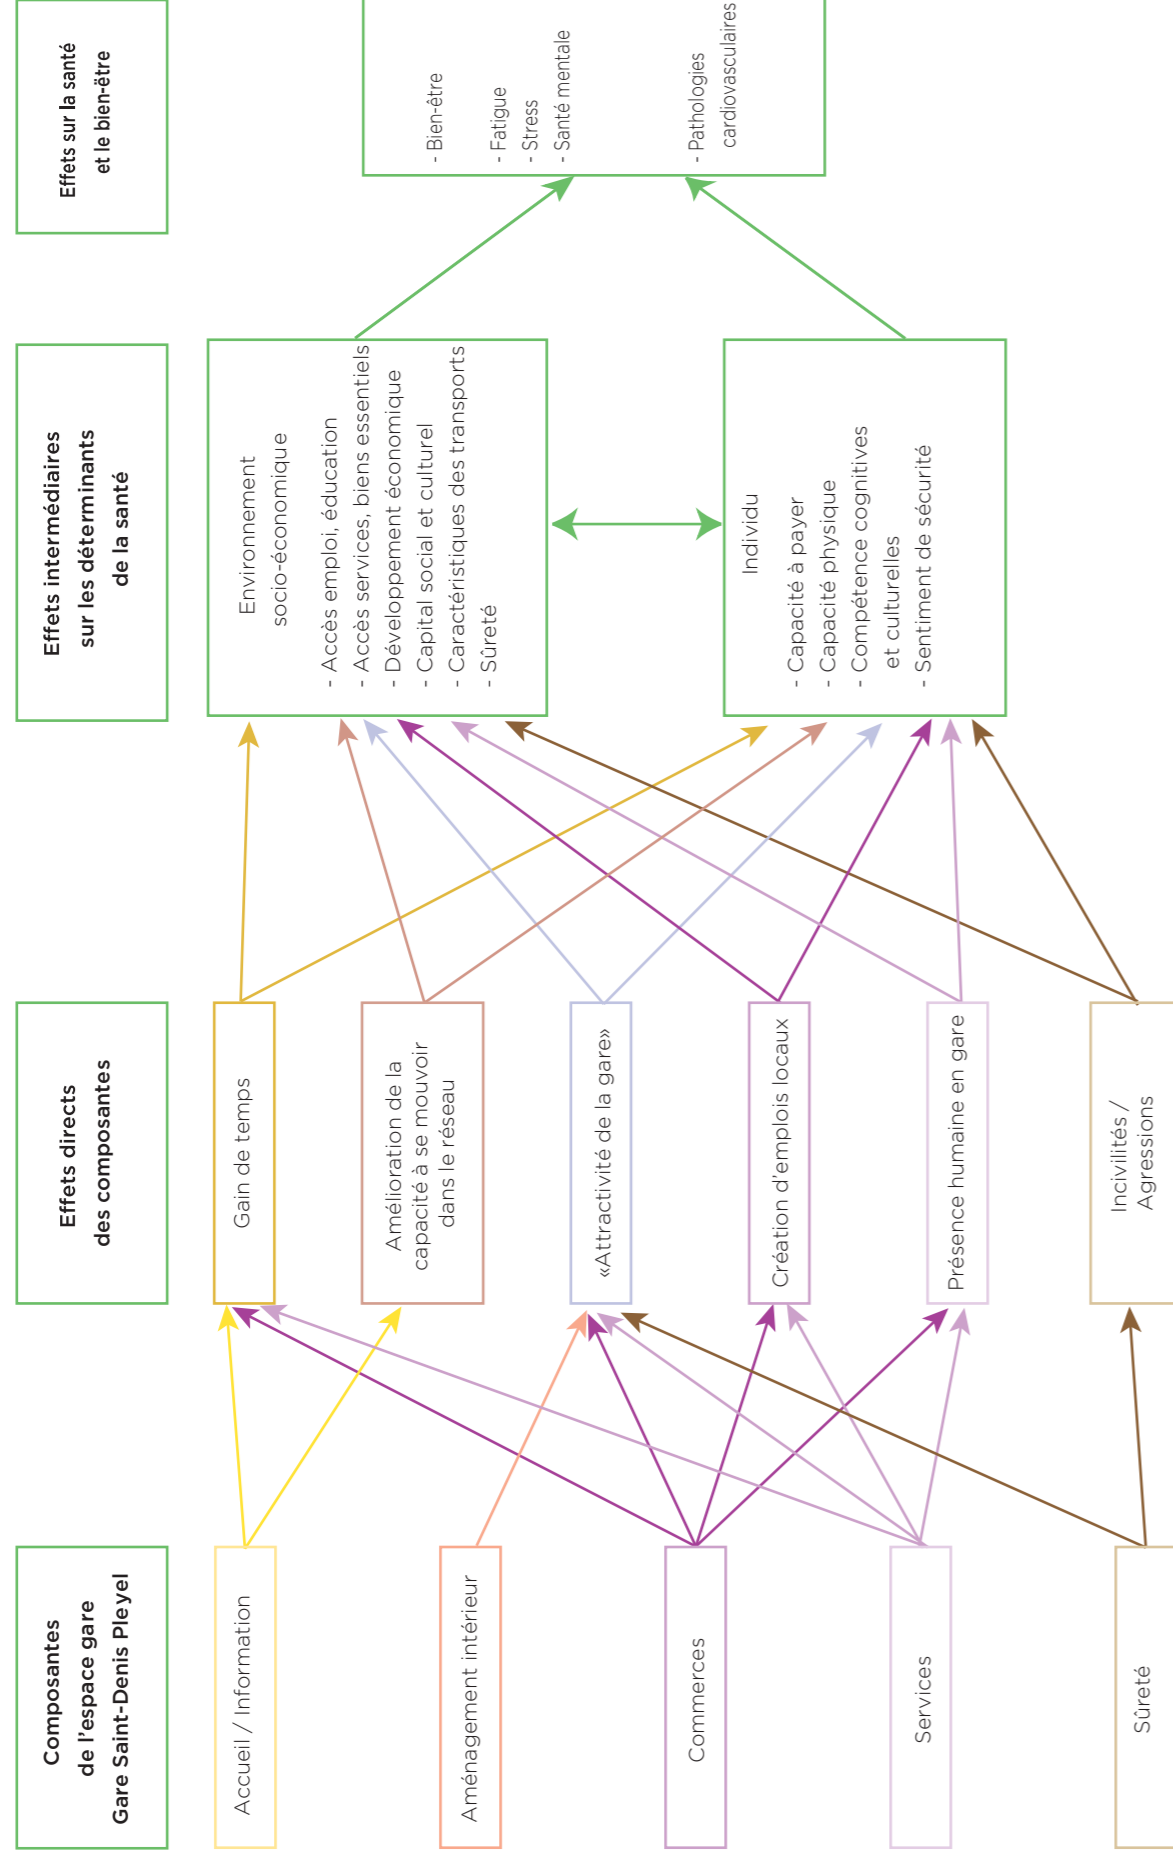 Composantes
de l'espace gare
Gare Saint-Denis Pleyel
Effets directs
des composantes
Effets intermédiaires
sur les déterminants
de la santé
Effets sur la santé
et le bien-ëtre
Accueil / Information
Aménagement intérieur
Commerces
Services
Sûreté
Gain de temps
Amélioration de la
capacité à se mouvoir
dans le réseau
«Attractivité de la gare»
Création d'emplois locaux
Présence humaine en gare
Incivilités /
Agressions
Environnement
socio-économique
- Accès emploi, éducation
- Accès services, biens essentiels
- Développement économique
- Capital social et culturel
- Caractéristiques des transports
- Sûreté
Individu
- Capacité à payer
- Capacité physique
- Compétence cognitives
et culturelles
- Sentiment de sécurité
- Bien-être
- Fatigue
- Stress
- Santé mentale
- Pathologies
cardiovasculaires